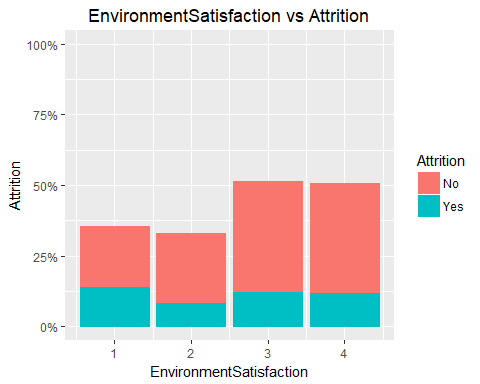 EnvironmentSatisfaction vs Attrition
100%
75%
50%
25%
0%
Attrition
1 2 3 4
EnvironmentSatisfaction
Attrition
No
Yes